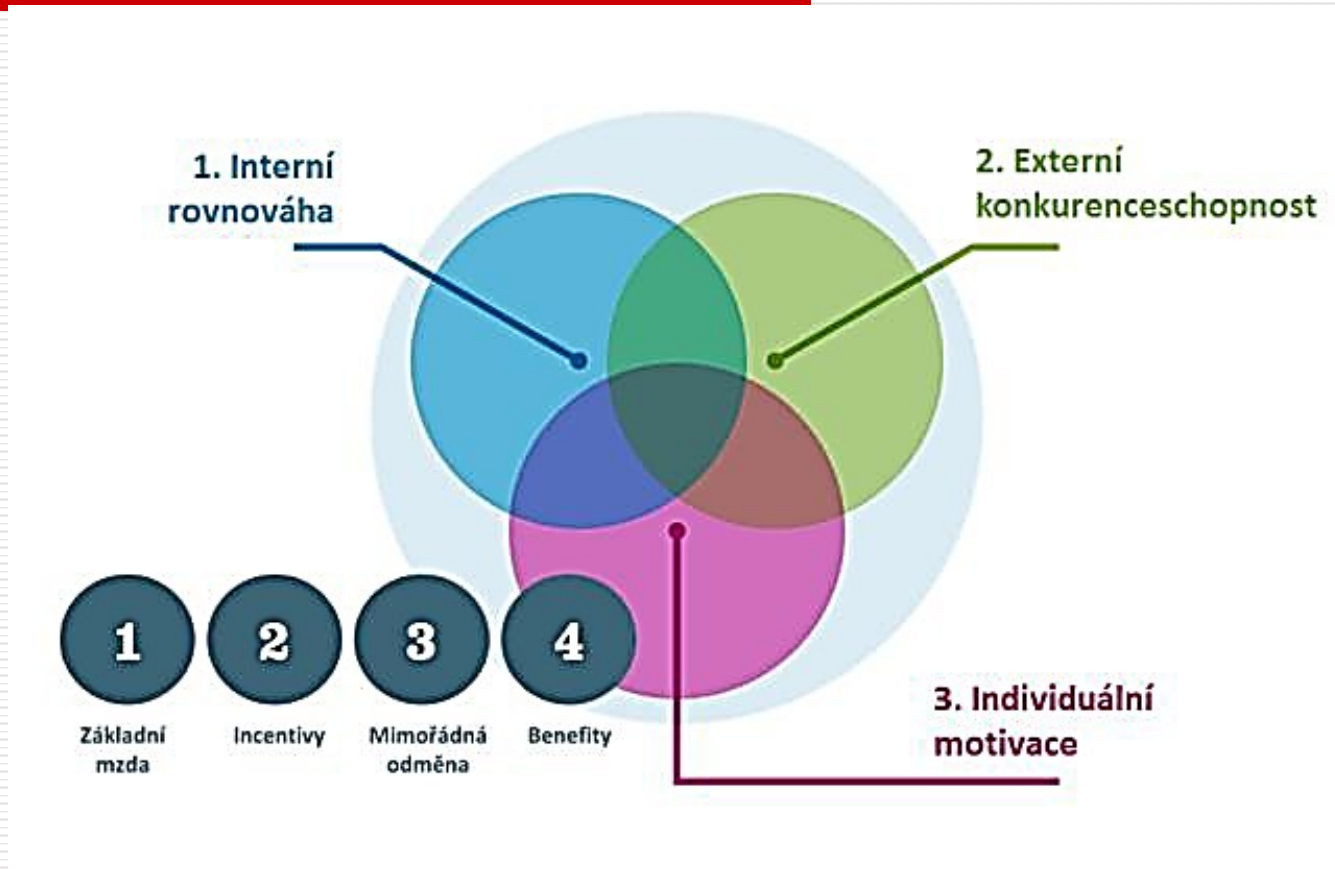 1. Interní
rovnováha
2. Externí
konkurenceschopnost
1
2
3
4
Základní
mzda
Incentivy
Mimořádná
odměna
Benefity
3. Individuální
motivace